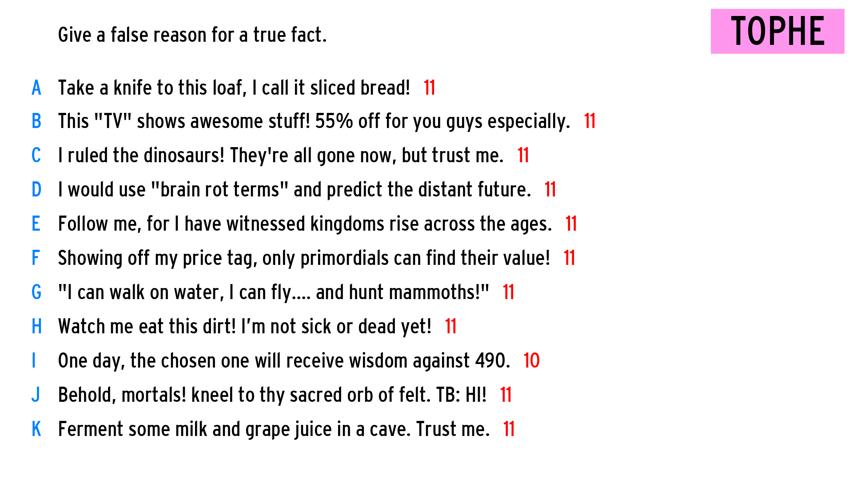 Give a false reason for a true fact.
TOPHE
A Take a knife to this loaf, I call it sliced bread! 11
B This "TV" shows awesome stuff! 55% off for you guys especially. 11
C I ruled the dinosaurs! They're all gone now, but trust me. 11
D I would use "brain rot terms" and predict the distant future. 11
E Follow me, for I have witnessed kingdoms rise across the ages. 11
F Showing off my price tag, only primordials can find their value! 11
G "I can walk on water, I can fly.... and hunt mammoths!" 11
H Watch me eat this dirt! I'm not sick or dead yet! 11
I One day, the chosen one will receive wisdom against 490. 10
J Behold, mortals! kneel to thy sacred orb of felt. TB: HI! 11
K Ferment some milk and grape juice in a cave. Trust me. 11